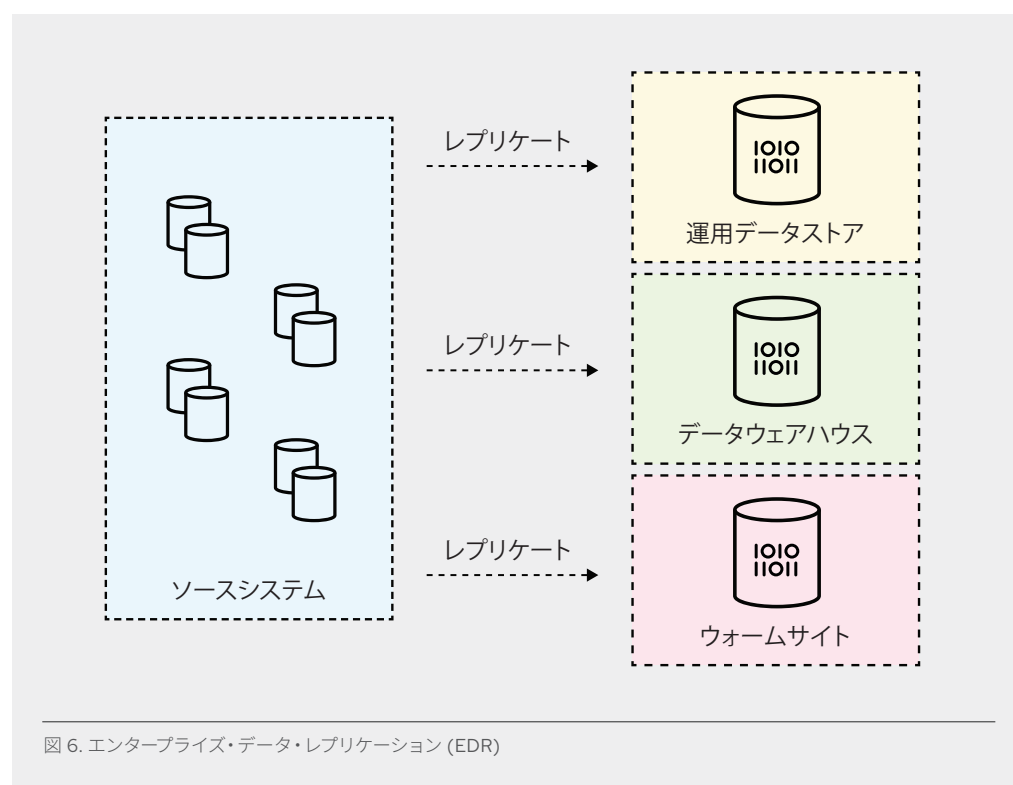 レプリケート
1010
11011
運用データストア
レプリケート
1010
11011
データウェアハウス
レプリケート
1010
11011
ウォームサイト
ソースシステム
図 6. エンタープライズ・データ・レプリケーション (EDR)